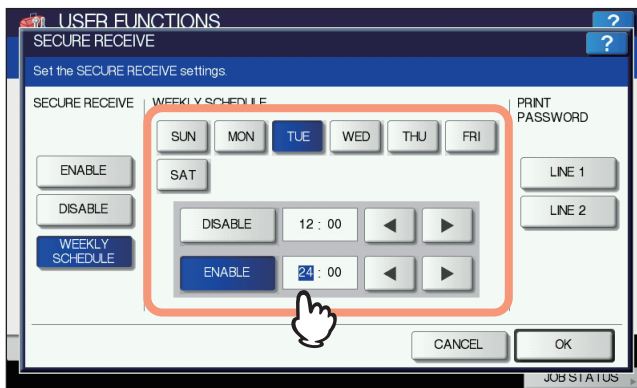 USER FUNCTIONS
?
SECURE RECEIVE
?
Set the SECURE RECEIVE settings.
SECURE RECEIVE
WEEKLY SCHEDULE
PRINT
PASSWORD
SUN MON TUE WED THU FRI
SAT
ENABLE
DISABLE
WEEKLY
SCHEDULE
DISABLE 12 : 00
ENABLE 24 : 00
LINE 1
LINE 2
CANCEL OK
JOB STATUS